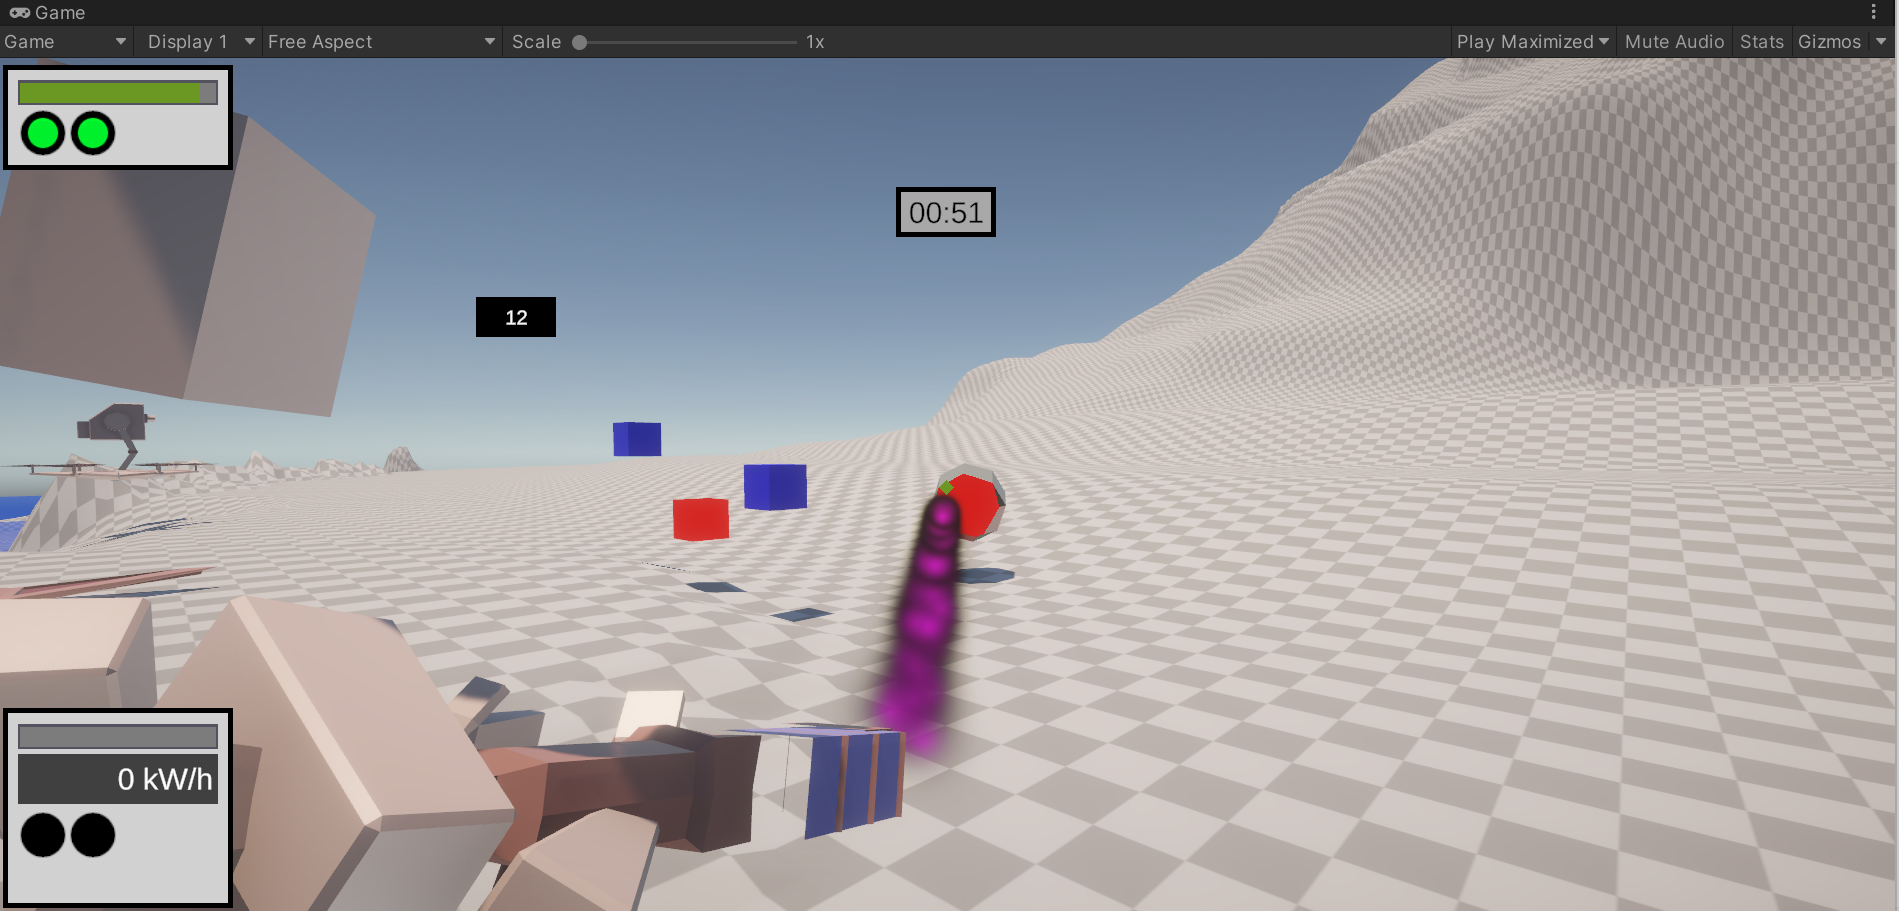 Game
Game Display 1 Free Aspect Scale 1x Play Maximized Mute Audio Stats Gizmos
00:51
12
0 kW/h